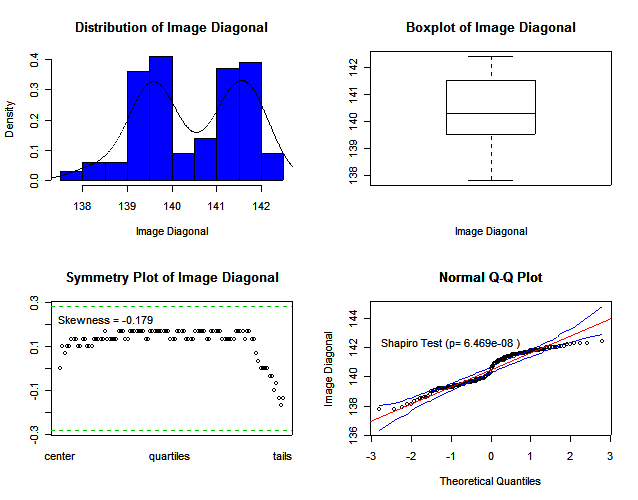 Distribution of Image Diagonal
Density
0.0 0.1 0.2 0.3 0.4
138 139 140 141 142
Image Diagonal
Boxplot of Image Diagonal
138 139 140 141 142
Image Diagonal
Symmetry Plot of Image Diagonal
Skewness = -0.179
-0.3 -0.1 0.1 0.3
center quartiles tails
Normal Q-Q Plot
Image Diagonal
136 138 140 142 144
Shapiro Test (p= 6.469e-08 )
-3 -2 -1 0 1 2 3
Theoretical Quantiles